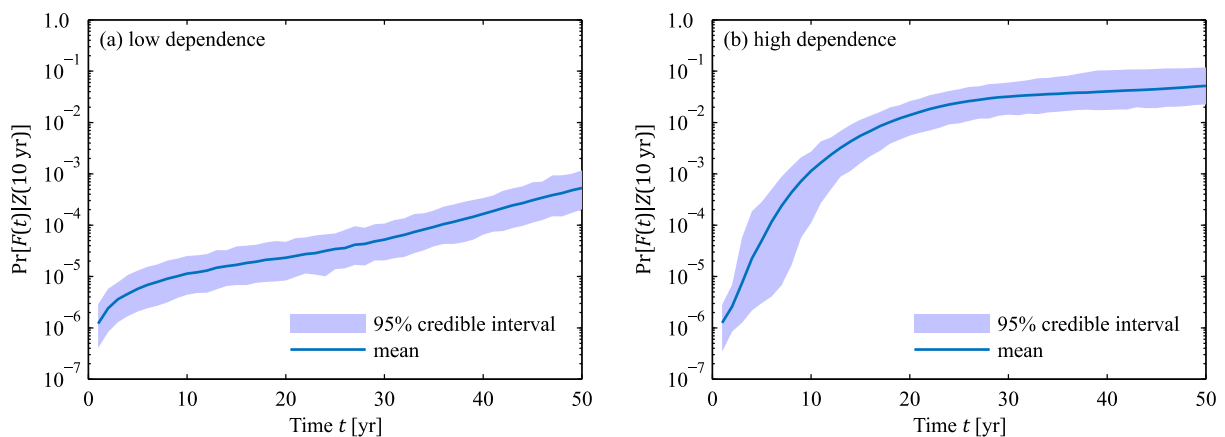 (a) low dependence
Pr[F(t)|Z(10 yr)]
1.0
10⁻¹
10⁻²
10⁻³
10⁻⁴
10⁻⁵
10⁻⁶
10⁻⁷
95% credible interval
mean
0 10 20 30 40 50
Time t [yr]
(b) high dependence
Pr[F(t)|Z(10 yr)]
1.0
10⁻¹
10⁻²
10⁻³
10⁻⁴
10⁻⁵
10⁻⁶
10⁻⁷
95% credible interval
mean
0 10 20 30 40 50
Time t [yr]